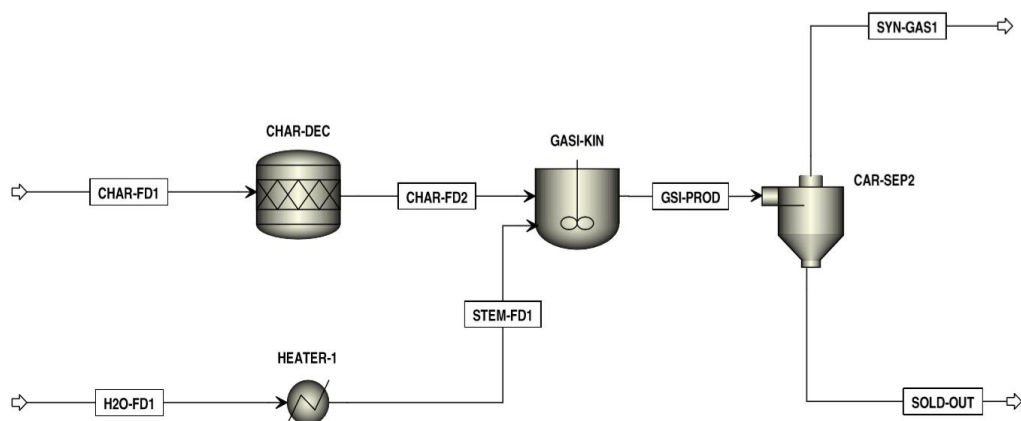 SYN-GAS1
CHAR-DEC
GASI-KIN
CAR-SEP2
CHAR-FD1
CHAR-FD2
GSI-PROD
STEM-FD1
HEATER-1
H2O-FD1
SOLD-OUT